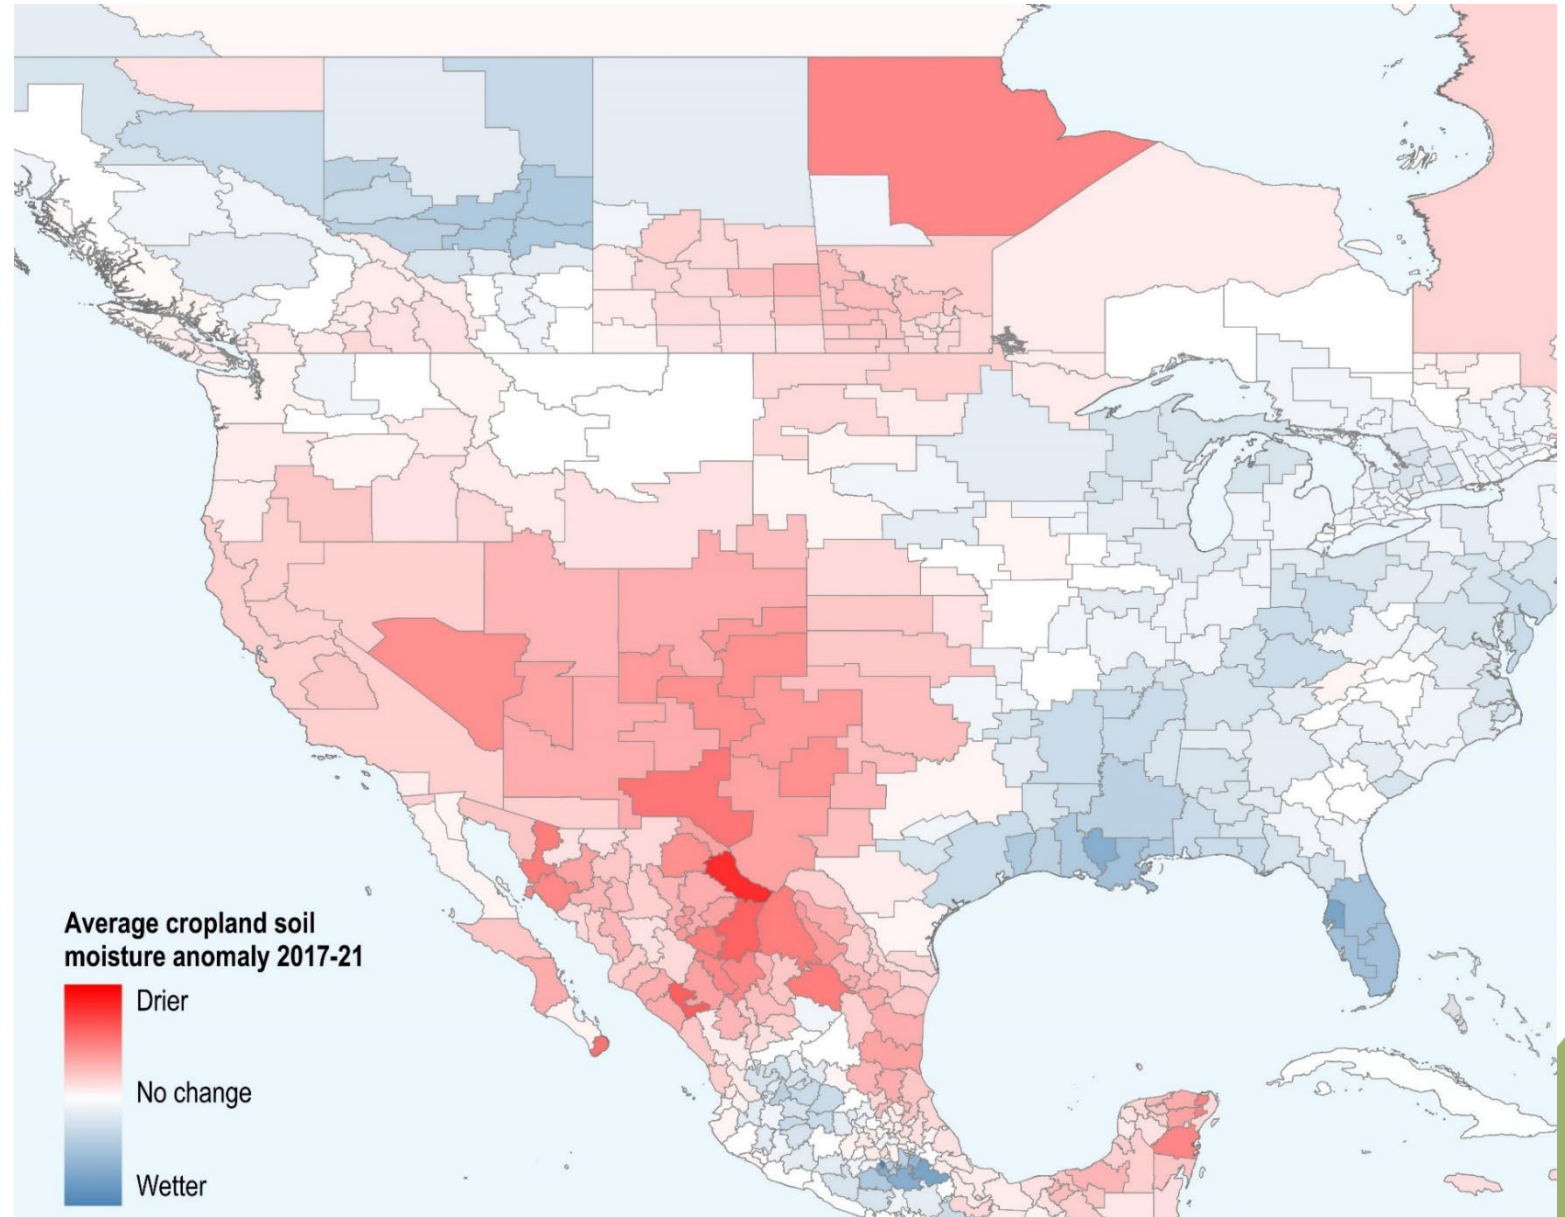 Average cropland soil
moisture anomaly 2017-21
Drier
No change
Wetter